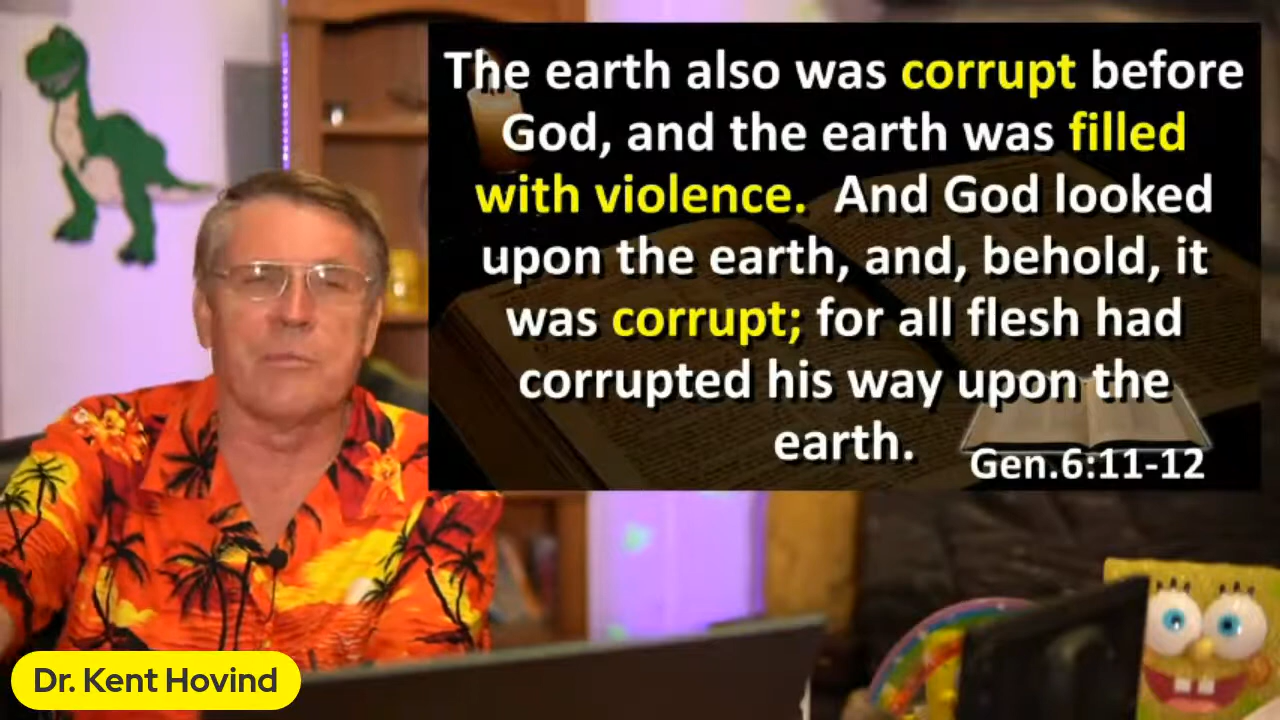 The earth also was corrupt before
God, and the earth was filled
with violence. And God looked
upon the earth, and, behold, it
was corrupt; for all flesh had
corrupted his way upon the
earth.
Gen.6:11-12
Dr. Kent Hovind